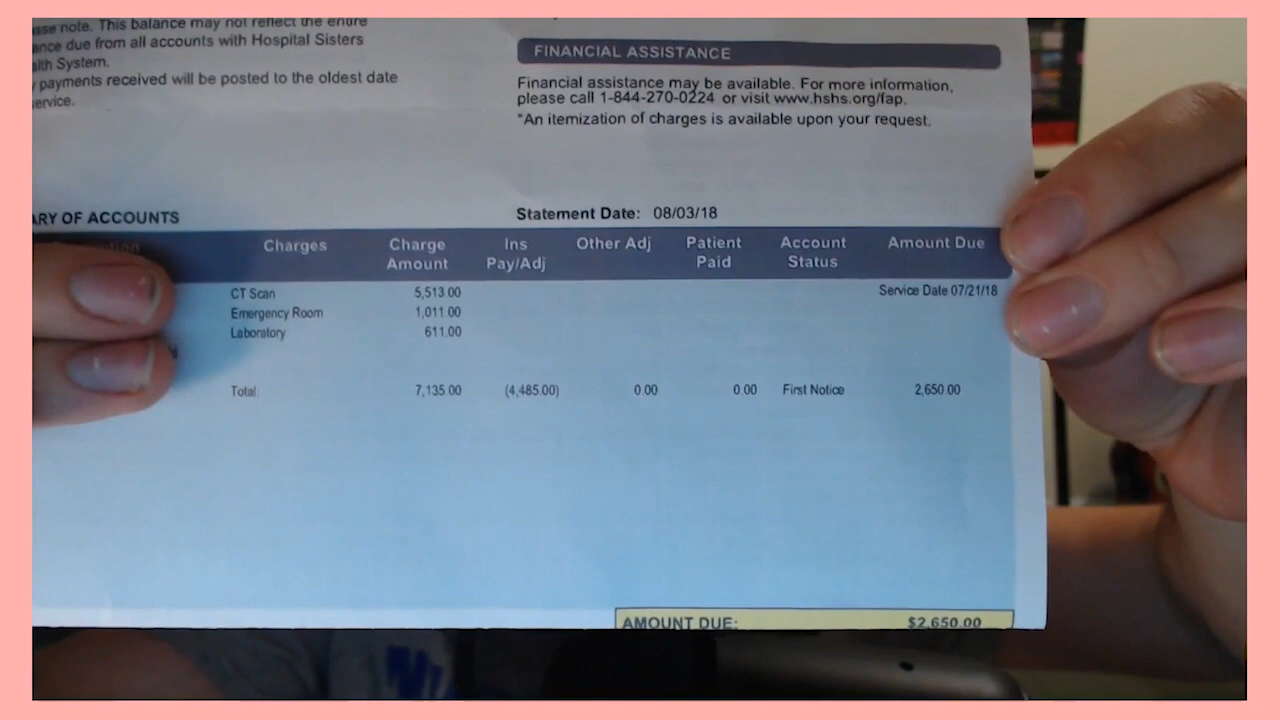 note. This balance may not reflect the entire
due from all accounts with Hospital Sisters
System.
payments received will be posted to the oldest date
FINANCIAL ASSISTANCE
Financial assistance may be available. For more information,
please call 1-844-270-0224 or visit www.hshs.org/fap.
*An itemization of charges is available upon your request.
OF ACCOUNTS
Statement Date: 08/03/18
Charges Charge Amount Ins Pay/Adj Other Adj Patient Paid Account Status Amount Due
Service Date 07/21/18
CT Scan 5,513.00
Emergency Room 1,011.00
Laboratory 611.00
Total: 7,135.00 (4,485.00) 0.00 0.00 First Notice 2,650.00
AMOUNT DUE: $2,650.00